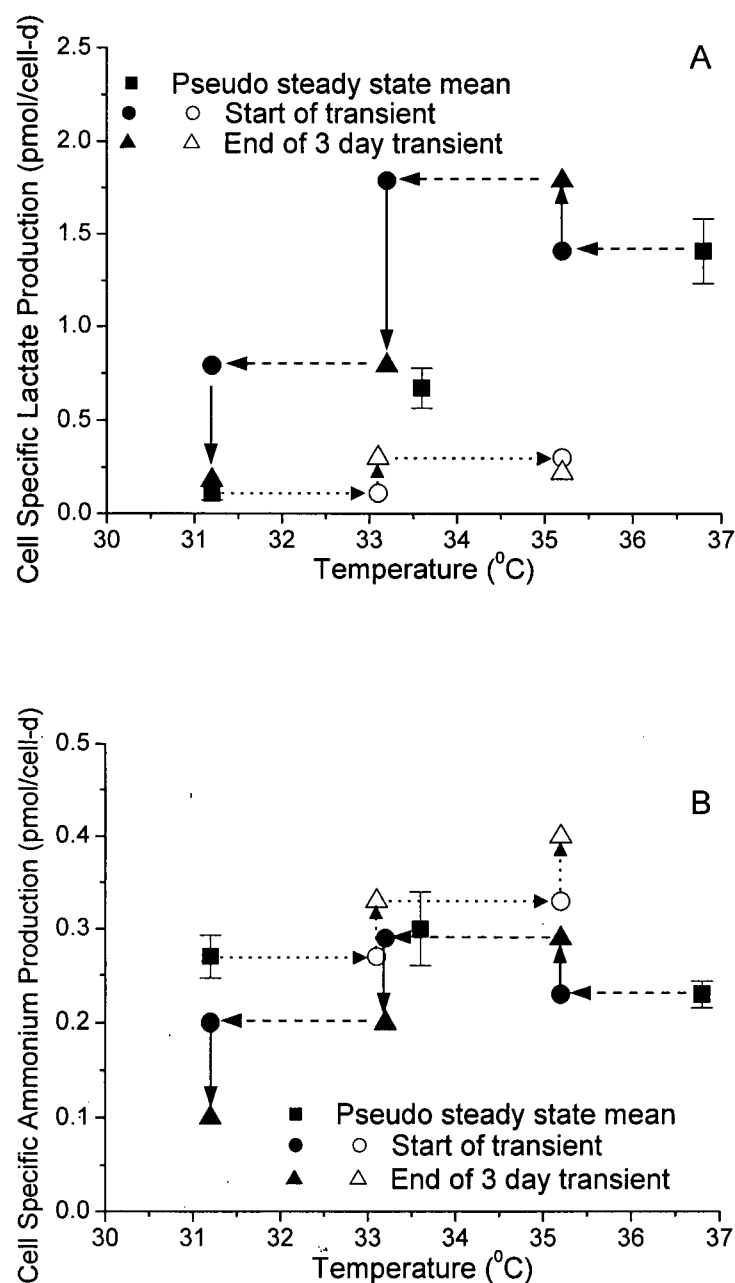 A
Pseudo steady state mean
Start of transient
End of 3 day transient
Cell Specific Lactate Production (pmol/cell-d)
2.5
2.0
1.5
1.0
0.5
0.0
30 31 32 33 34 35 36 37
Temperature (⁰C)
B
Cell Specific Ammonium Production (pmol/cell-d)
0.5
0.4
0.3
0.2
0.1
0.0
Pseudo steady state mean
Start of transient
End of 3 day transient
30 31 32 33 34 35 36 37
Temperature (⁰C)